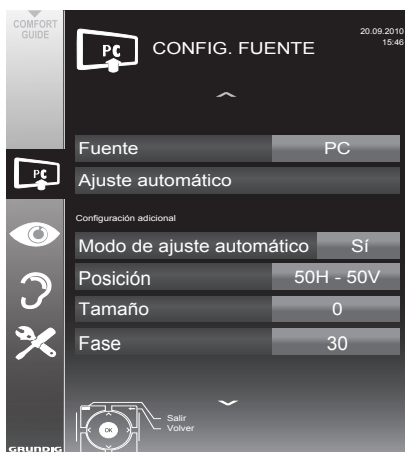 COMFORT
GUIDE
PC
CONFIG. FUENTE
20.09.2010
15:46
Fuente PC
PC
Ajuste automático
Configuración adicional
Modo de ajuste automático Sí
Posición 50H - 50V
Tamaño 0
Fase 30
OK
Salir
Volver
GRUNDIG